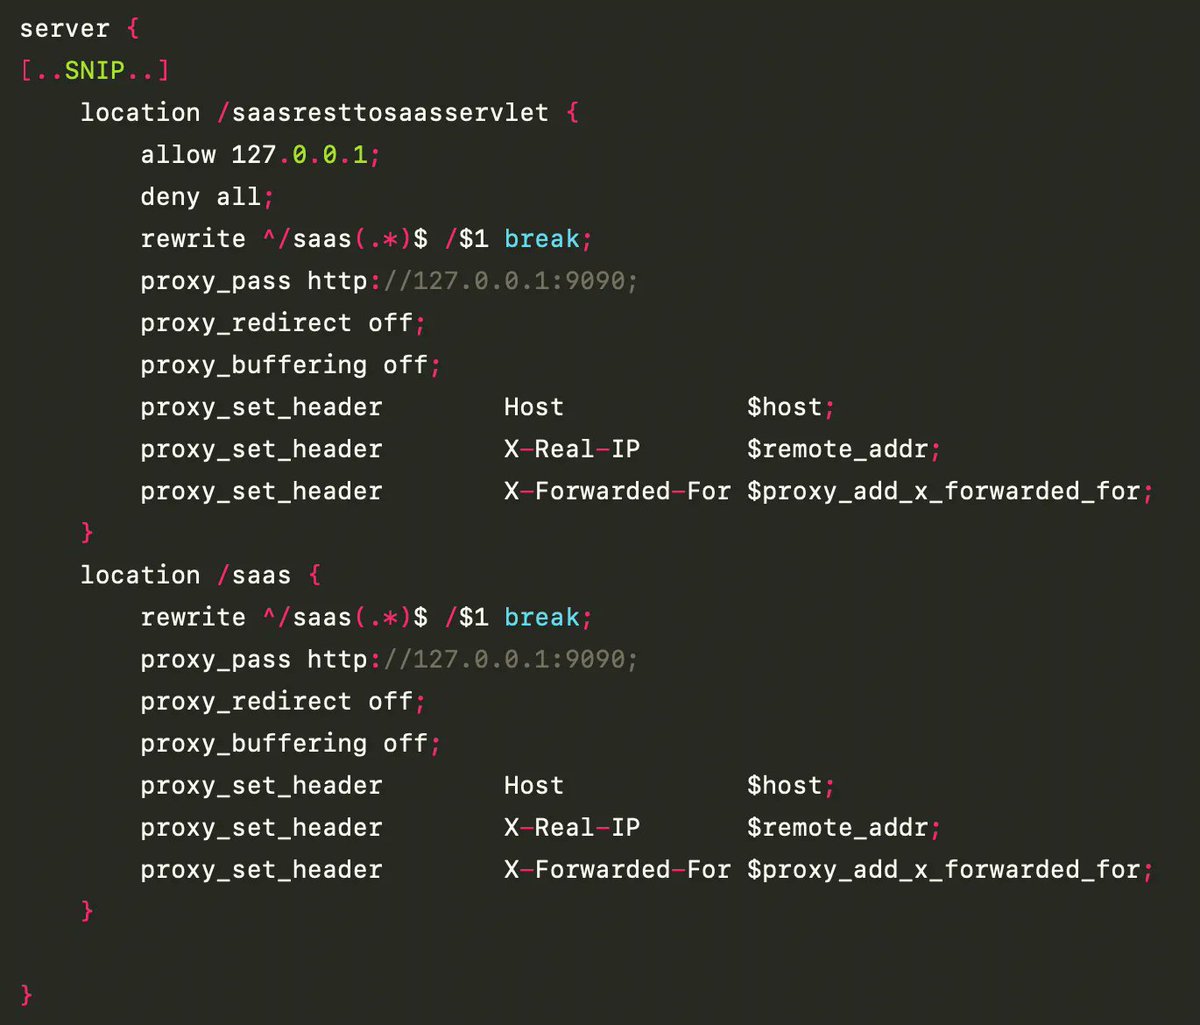 server {
[..SNIP..]
    location /saasresttosaasservlet {
        allow 127.0.0.1;
        deny all;
        rewrite ^/saas(.*)$ /$1 break;
        proxy_pass http://127.0.0.1:9090;
        proxy_redirect off;
        proxy_buffering off;
        proxy_set_header        Host            $host;
        proxy_set_header        X-Real-IP       $remote_addr;
        proxy_set_header        X-Forwarded-For $proxy_add_x_forwarded_for;
    }
    location /saas {
        rewrite ^/saas(.*)$ /$1 break;
        proxy_pass http://127.0.0.1:9090;
        proxy_redirect off;
        proxy_buffering off;
        proxy_set_header        Host            $host;
        proxy_set_header        X-Real-IP       $remote_addr;
        proxy_set_header        X-Forwarded-For $proxy_add_x_forwarded_for;
    }
}